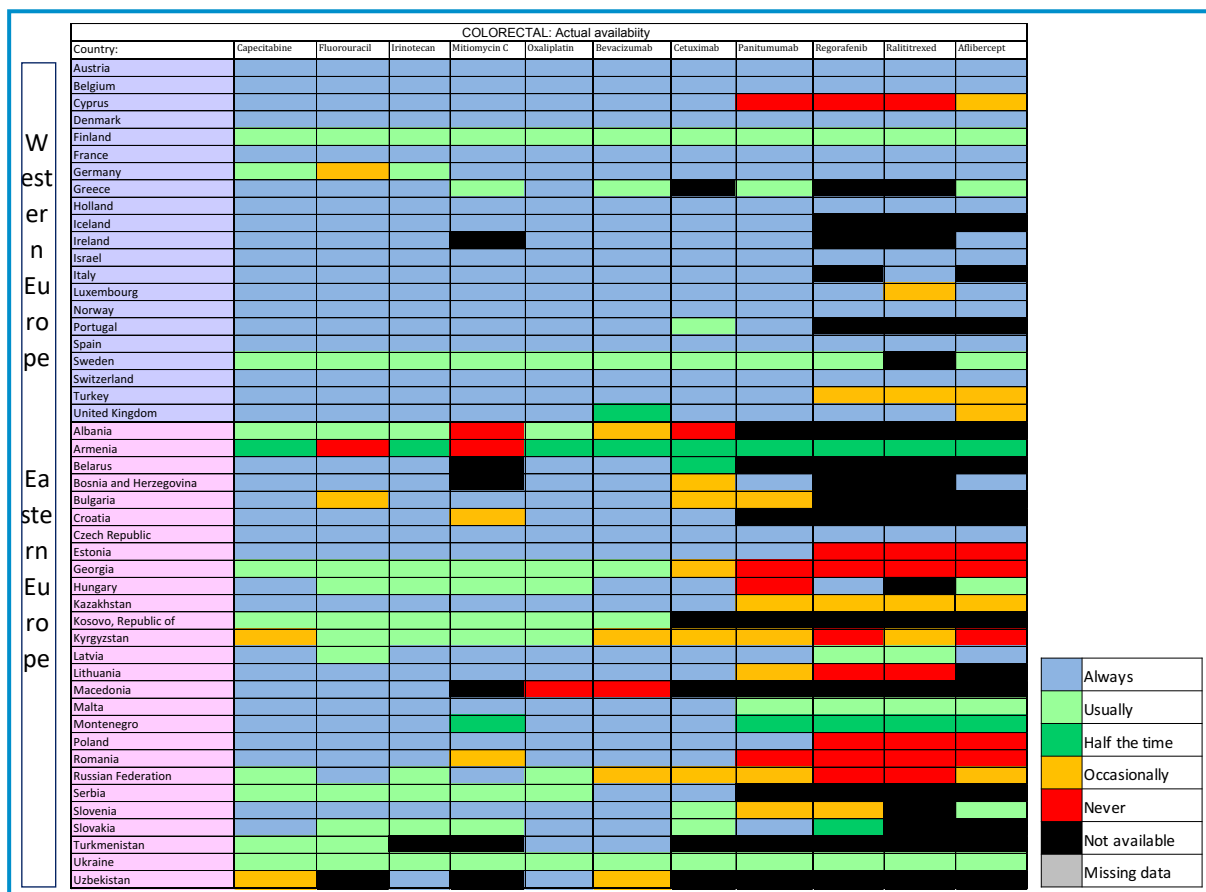 COLORECTAL: Actual availabiity
Country: Capecitabine Fluorouracil Irinotecan Mitiomycin C Oxaliplatin Bevacizumab Cetuximab Panitumumab Regorafenib Ralititrexed Aflibercept
W
est
er
n
Eu
ro
pe
Austria
Belgium
Cyprus
Denmark
Finland
France
Germany
Greece
Holland
Iceland
Ireland
Israel
Italy
Luxembourg
Norway
Portugal
Spain
Sweden
Switzerland
Turkey
United Kingdom
Ea
ste
rn
Eu
ro
pe
Albania
Armenia
Belarus
Bosnia and Herzegovina
Bulgaria
Croatia
Czech Republic
Estonia
Georgia
Hungary
Kazakhstan
Kosovo, Republic of
Kyrgyzstan
Latvia
Lithuania
Macedonia
Malta
Montenegro
Poland
Romania
Russian Federation
Serbia
Slovenia
Slovakia
Turkmenistan
Ukraine
Uzbekistan
Always
Usually
Half the time
Occasionally
Never
Not available
Missing data